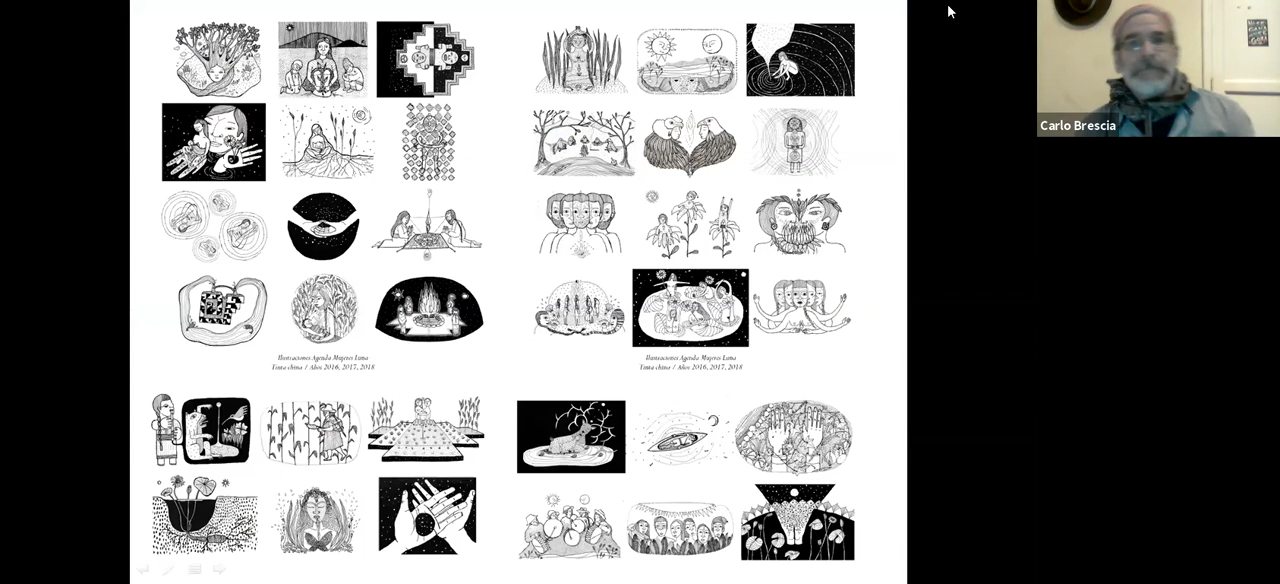 Carlo Brescia
Ilustraciones Agenda Mujeres Luna
Tinta china / Años 2016, 2017, 2018
Ilustraciones Agenda Mujeres Luna
Tinta china / Años 2016, 2017, 2018